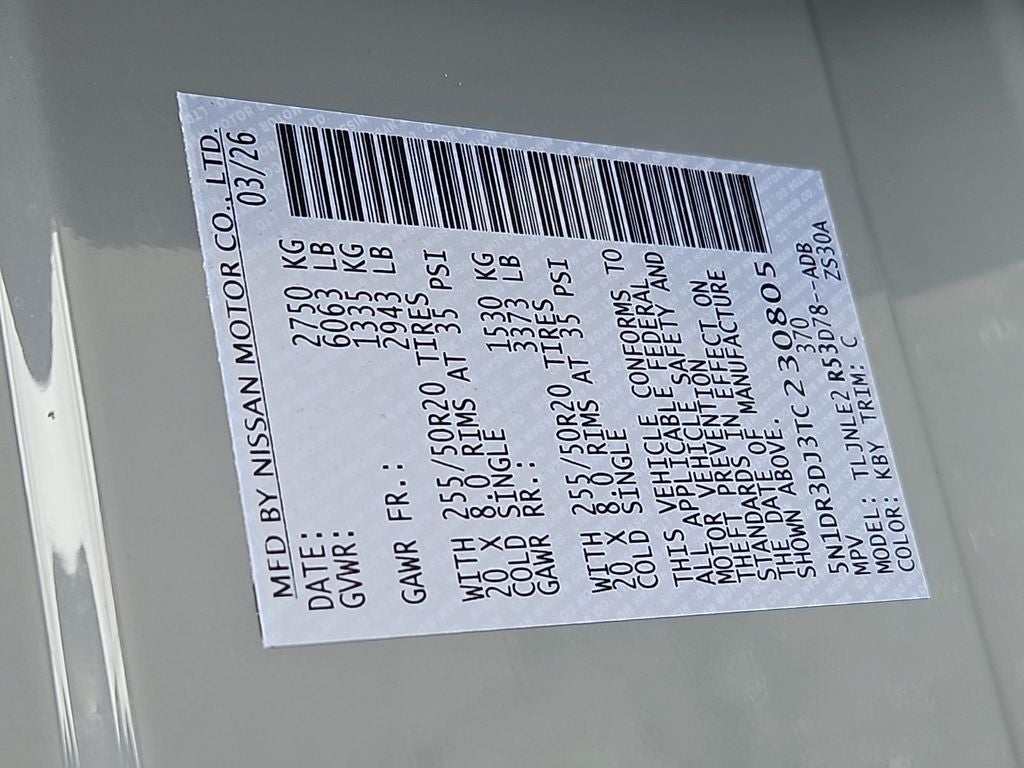 MFD BY NISSAN MOTOR CO., LTD.
DATE: 03/26
GVWR: 2750 KG
6063 LB
1335 KG
GAWR FR.: 2943 LB
WITH 255/50R20 TIRES
20 X 8.0 RIMS AT 35 PSI
COLD SINGLE 1530 KG
GAWR RR.: 3373 LB
WITH 255/50R20 TIRES
20 X 8.0 RIMS AT 35 PSI
COLD SINGLE
THIS VEHICLE CONFORMS TO
ALL APPLICABLE FEDERAL
MOTOR VEHICLE SAFETY AND
THEFT PREVENTION
STANDARDS IN EFFECT ON
THE DATE OF MANUFACTURE
SHOWN ABOVE.
5N1DR3DJ3TC230805
MPV 370
MODEL: TLJNLE2 R53D78--ADB
COLOR: KBY TRIM: C ZS30A